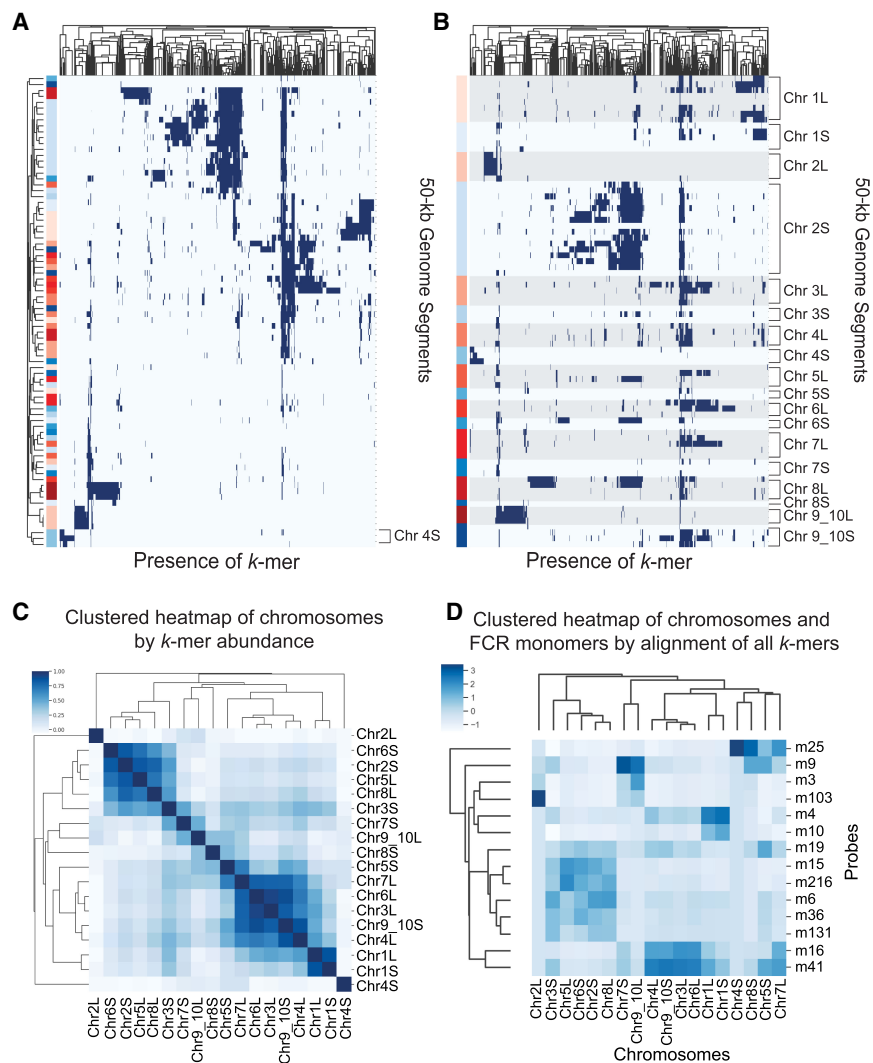 A
B
50-kb Genome Segments
Chr 4S
Presence of k-mer
Chr 1L
Chr 1S
Chr 2L
Chr 2S
Chr 3L
Chr 3S
Chr 4L
Chr 4S
Chr 5L
Chr 5S
Chr 6L
Chr 6S
Chr 7L
Chr 7S
Chr 8L
Chr 8S
Chr 9_10L
Chr 9_10S
50-kb Genome Segments
Presence of k-mer
C
Clustered heatmap of chromosomes
by k-mer abundance
1.00
0.75
0.50
0.25
0.00
Chr2L
Chr6S
Chr2S
Chr5L
Chr8L
Chr3S
Chr7S
Chr9_10L
Chr8S
Chr5S
Chr7L
Chr6L
Chr3L
Chr9_10S
Chr4L
Chr1L
Chr1S
Chr4S
Chr2L
Chr6S
Chr2S
Chr5L
Chr8L
Chr3S
Chr7S
Chr9_10L
Chr8S
Chr5S
Chr7L
Chr6L
Chr3L
Chr9_10S
Chr4L
Chr1L
Chr1S
Chr4S
D
Clustered heatmap of chromosomes and
FCR monomers by alignment of all k-mers
3
2
1
0
-1
m25
m9
m3
m103
m4
m10
m19
m15
m216
m6
m36
m131
m16
m41
Probes
Chr2L
Chr3S
Chr5L
Chr6S
Chr2S
Chr8L
Chr7S
Chr9_10L
Chr4L
Chr9_10S
Chr3L
Chr6L
Chr1L
Chr1S
Chr4S
Chr8S
Chr5S
Chr7L
Chromosomes